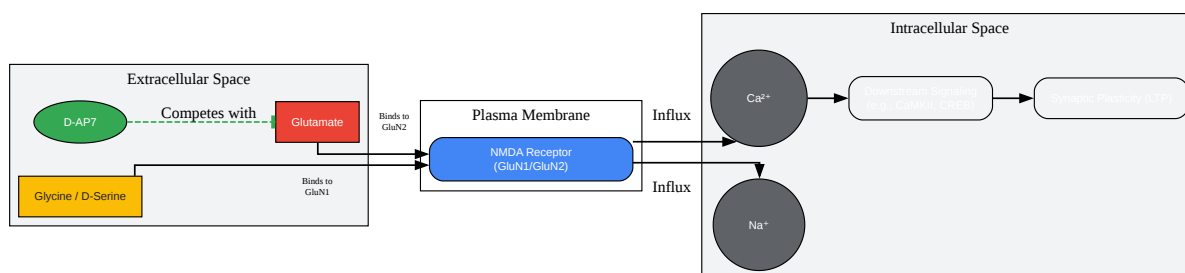 Extracellular Space
D-AP7
Competes with
Glutamate
Glycine / D-Serine
Binds to
GluN2
Binds to
GluN1
Plasma Membrane
NMDA Receptor
(GluN1/GluN2)
Influx
Influx
Intracellular Space
Ca²⁺
Na⁺
Downstream Signaling
(e.g., CaMKII, CREB)
Synaptic Plasticity (LTP)